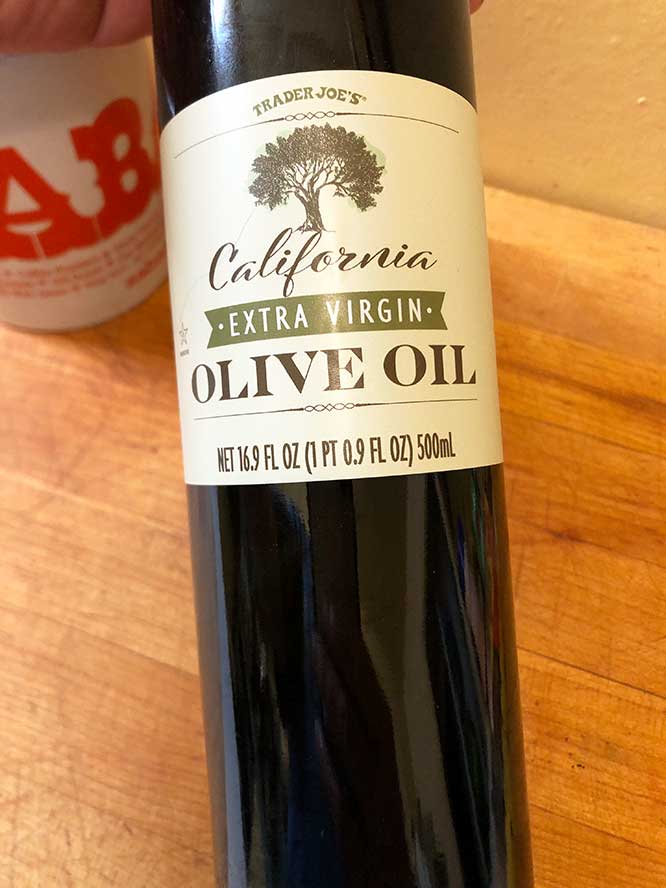 TRADER JOE'S
California
• EXTRA VIRGIN •
OLIVE OIL
NET 16.9 FL OZ (1 PT 0.9 FL OZ) 500mL
AB